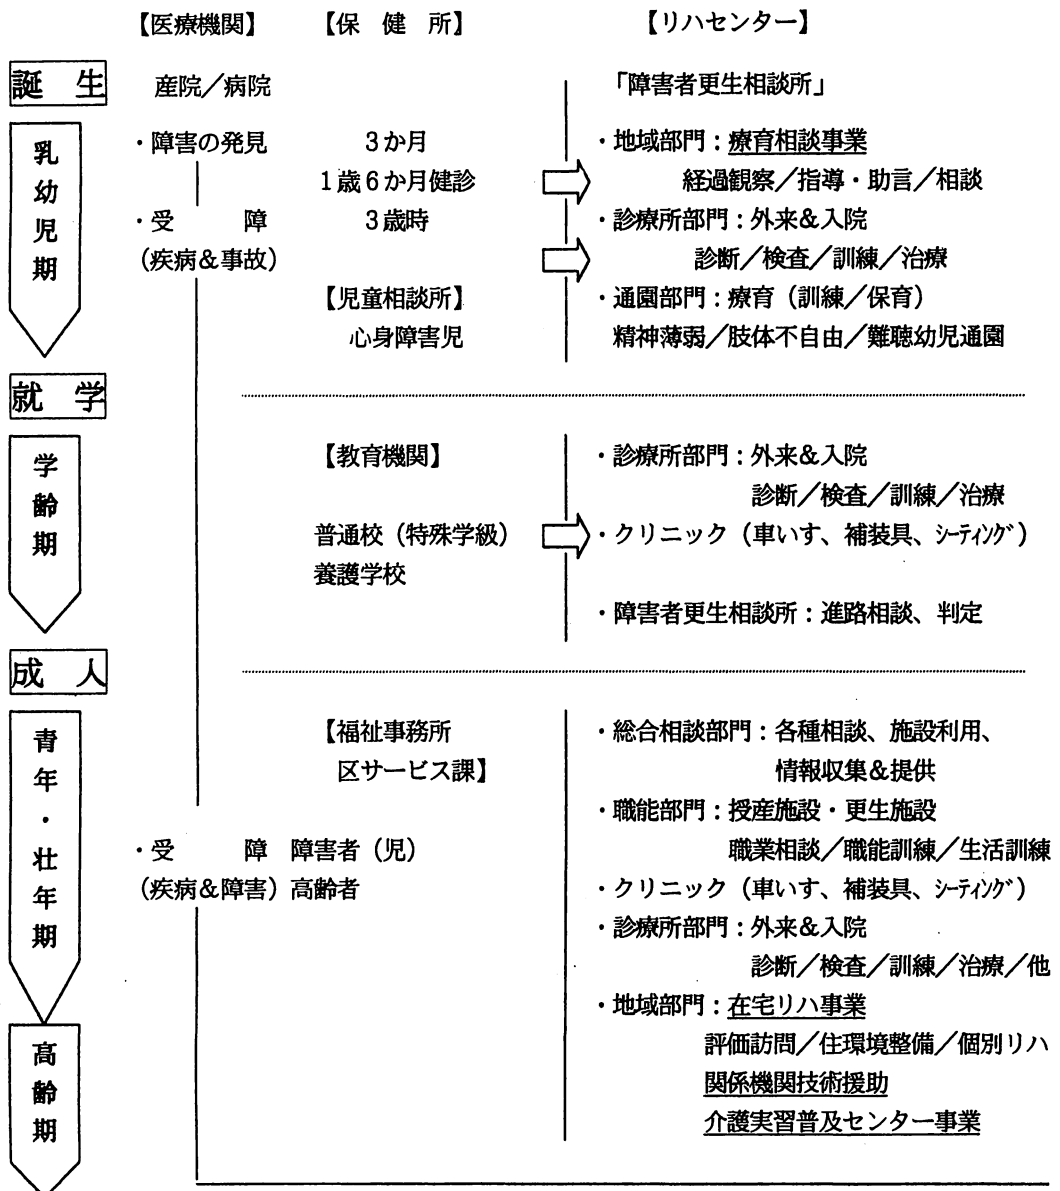 【医療機関】 【保 健 所】 【リハセンター】
誕 生 産院／病院 「障害者更生相談所」
乳幼児期
・障害の発見 3か月 ・地域部門：療育相談事業
1歳6か月健診 経過観察／指導・助言／相談
・受 障 3歳時 ・診療所部門：外来&入院
(疾病&事故) 診断／検査／訓練／治療
【児童相談所】 ・通園部門：療育（訓練／保育）
心身障害児 精神薄弱／肢体不自由／難聴幼児通園
就 学
学齢期
【教育機関】 ・診療所部門：外来&入院
診断／検査／訓練／治療
普通校（特殊学級） ・クリニック（車いす、補装具、ｼｰﾃｨﾝｸﾞ）
養護学校
・障害者更生相談所：進路相談、判定
成 人
青年・壮年期
【福祉事務所 ・総合相談部門：各種相談、施設利用、
区サービス課】 情報収集&提供
・職能部門：授産施設・更生施設
・受 障 障害者（児） 職業相談／職能訓練／生活訓練
(疾病&障害) 高齢者 ・クリニック（車いす、補装具、ｼｰﾃｨﾝｸﾞ）
・診療所部門：外来&入院
診断／検査／訓練／治療／他
・地域部門：在宅リハ事業
高齢期
評価訪問／住環境整備／個別リハ
関係機関技術援助
介護実習普及センター事業